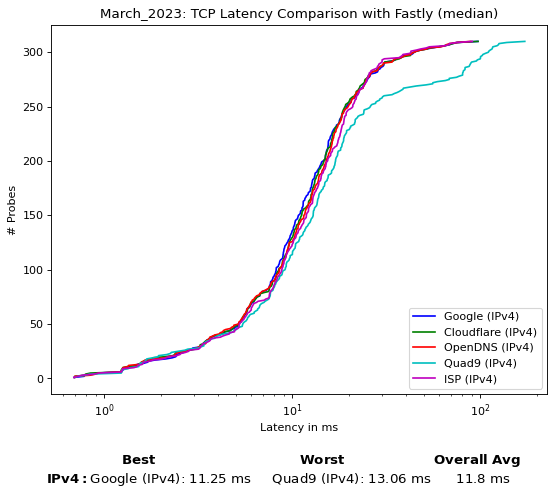 March_2023: TCP Latency Comparison with Fastly (median)
300
250
200
150
100
50
0
# Probes
10⁰
10¹
10²
Latency in ms
Google (IPv4)
Cloudflare (IPv4)
OpenDNS (IPv4)
Quad9 (IPv4)
ISP (IPv4)
Best Worst Overall Avg
IPv4: Google (IPv4): 11.25 ms Quad9 (IPv4): 13.06 ms 11.8 ms